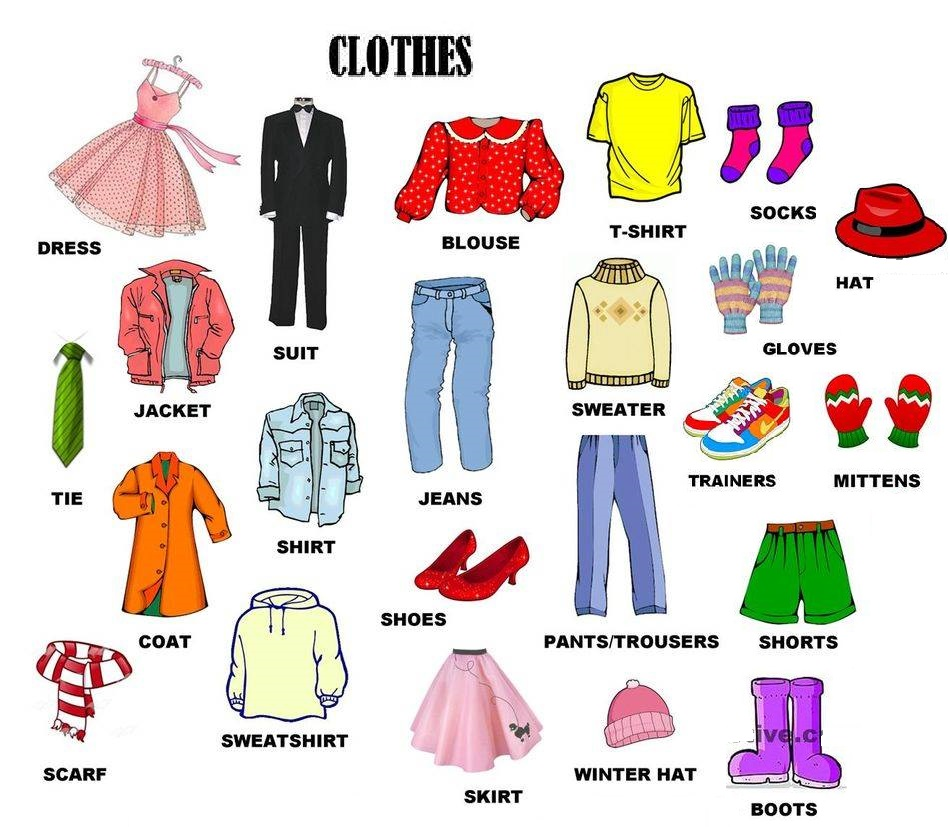 CLOTHES
DRESS
SUIT
BLOUSE
T-SHIRT
SOCKS
HAT
JACKET
GLOVES
SWEATER
TIE
JEANS
TRAINERS
MITTENS
SHIRT
SHOES
COAT
PANTS/TROUSERS
SHORTS
SWEATSHIRT
SCARF
SKIRT
WINTER HAT
BOOTS